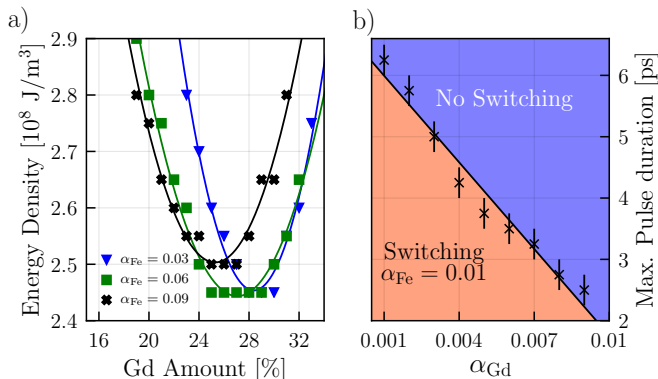 a)
b)
Energy Density [10⁸ J/m³]
2.9
2.8
2.7
2.6
2.5
2.4
α_Fe = 0.03
α_Fe = 0.06
α_Fe = 0.09
16 20 24 28 32
Gd Amount [%]
No Switching
Switching
α_Fe = 0.01
6
5
4
3
2
Max. Pulse duration [ps]
0.001 0.004 0.007 0.01
α_Gd